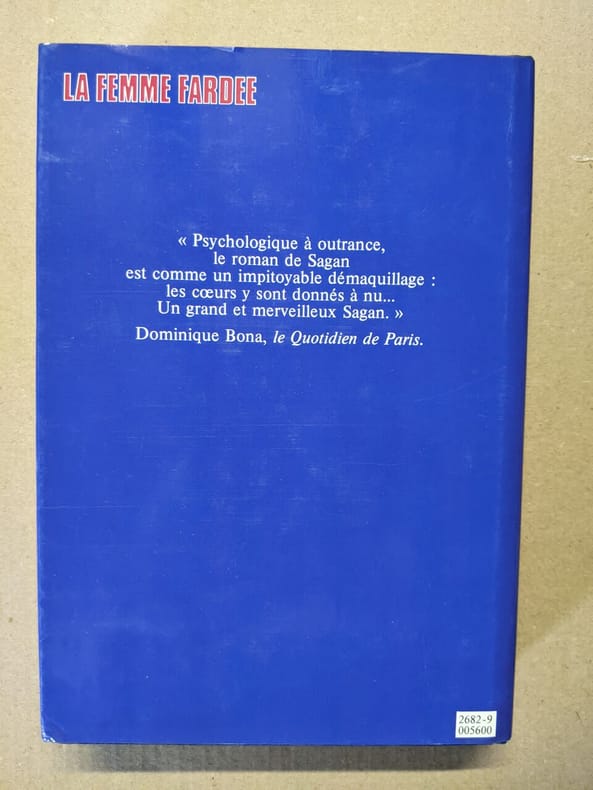 LA FEMME FARDEE
« Psychologique à outrance,
le roman de Sagan
est comme un impitoyable démaquillage :
les cœurs y sont donnés à nu...
Un grand et merveilleux Sagan. »
Dominique Bona, le Quotidien de Paris.
2682-9
005600